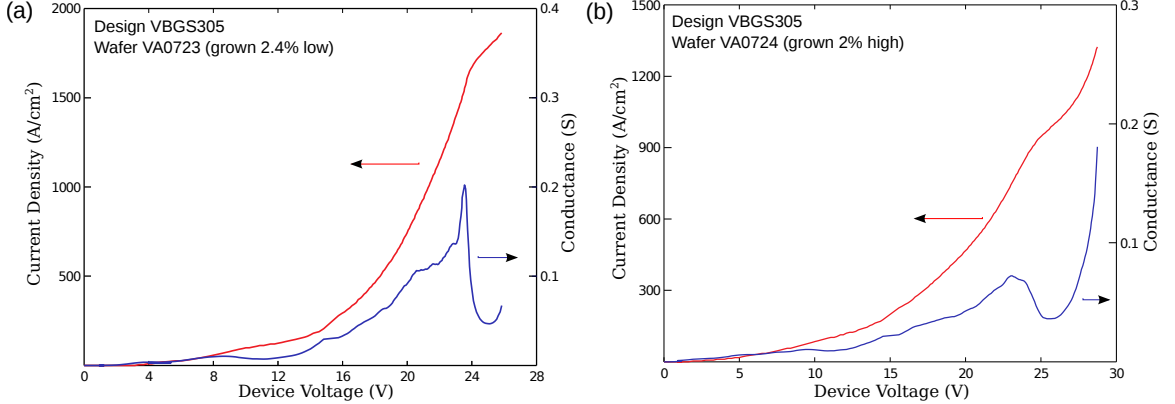 (a)
Design VBGS305
Wafer VA0723 (grown 2.4% low)
Current Density (A/cm²)
2000
1500
1000
500
0.4
0.3
0.2
0.1
Conductance (S)
0 4 8 12 16 20 24 28
Device Voltage (V)
(b)
Design VBGS305
Wafer VA0724 (grown 2% high)
Current Density (A/cm²)
1500
1200
900
600
300
0.3
0.2
0.1
Conductance (S)
0 5 10 15 20 25 30
Device Voltage (V)